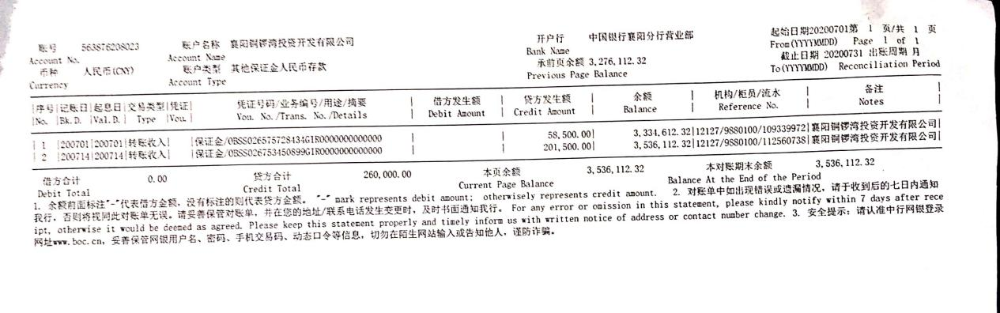 账号 563876208023 账户名称 襄阳铜锣湾投资开发有限公司 开户行 中国银行襄阳分行营业部 起始日期20200701第 1 页/共 1 页
Account No. Account Name Bank Name From(YYYYMMDD) Page 1 of 1
币种 人民币(CNY) 账户类型 其他保证金人民币存款 承前页余额 3,276,112.32 截止日期 20200731 出账周期 月
Currency Account Type Previous Page Balance To(YYYYMMDD) Reconciliation Period
|序号|记账日|起息日|交易类型|凭证| 凭证号码/业务编号/用途/摘要 | 借方发生额 | 贷方发生额 | 余额 | 机构/柜员/流水 | 备注
|No. |Bk.D. |Val.D.| Type |Vou.| Vou. No./Trans. No./Details | Debit Amount | Credit Amount | Balance | Reference No. | Notes
| 1 |200701|200701|转账收入| |保证金/OBSS026575728434G1R0000000000000 | | 58,500.00| 3,334,612.32|12127/9880100/109339972|襄阳铜锣湾投资开发有限公司|
| 2 |200714|200714|转账收入| |保证金/OBSS026753450899G1R0000000000000 | | 201,500.00| 3,536,112.32|12127/9880100/112560738|襄阳铜锣湾投资开发有限公司|
借方合计 0.00 贷方合计 260,000.00 本页余额 3,536,112.32 本对账期末余额 3,536,112.32
Debit Total Credit Total Current Page Balance Balance At the End of the Period
1. 余额前面标注"-"代表借方金额，没有标注的则代表贷方金额。"-" mark represents debit amount; otherwisely represents credit amount. 2. 对账单中如出现错误或遗漏情况，请于收到后的七日内通知
我行，否则将视同此对账单无误。请妥善保管对账单，并在您的地址/联系电话发生变更时，及时书面通知我行。For any error or omission in this statement, please kindly notify within 7 days after rece
ipt, otherwise it would be deemed as agreed. Please keep this statement properly and timely inform us with written notice of address or contact number change. 3. 安全提示：请认准中行网银登录
网址www.boc.cn，妥善保管网银用户名、密码、手机交易码、动态口令等信息，切勿在陌生网站输入或告知他人，谨防诈骗。